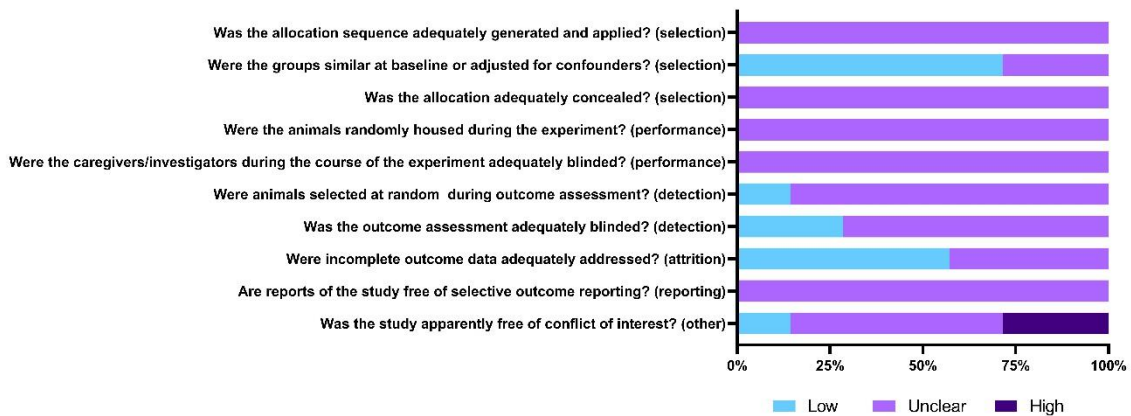 Was the allocation sequence adequately generated and applied? (selection)
Were the groups similar at baseline or adjusted for confounders? (selection)
Was the allocation adequately concealed? (selection)
Were the animals randomly housed during the experiment? (performance)
Were the caregivers/investigators during the course of the experiment adequately blinded? (performance)
Were animals selected at random during outcome assessment? (detection)
Was the outcome assessment adequately blinded? (detection)
Were incomplete outcome data adequately addressed? (attrition)
Are reports of the study free of selective outcome reporting? (reporting)
Was the study apparently free of conflict of interest? (other)
0% 25% 50% 75% 100%
Low Unclear High